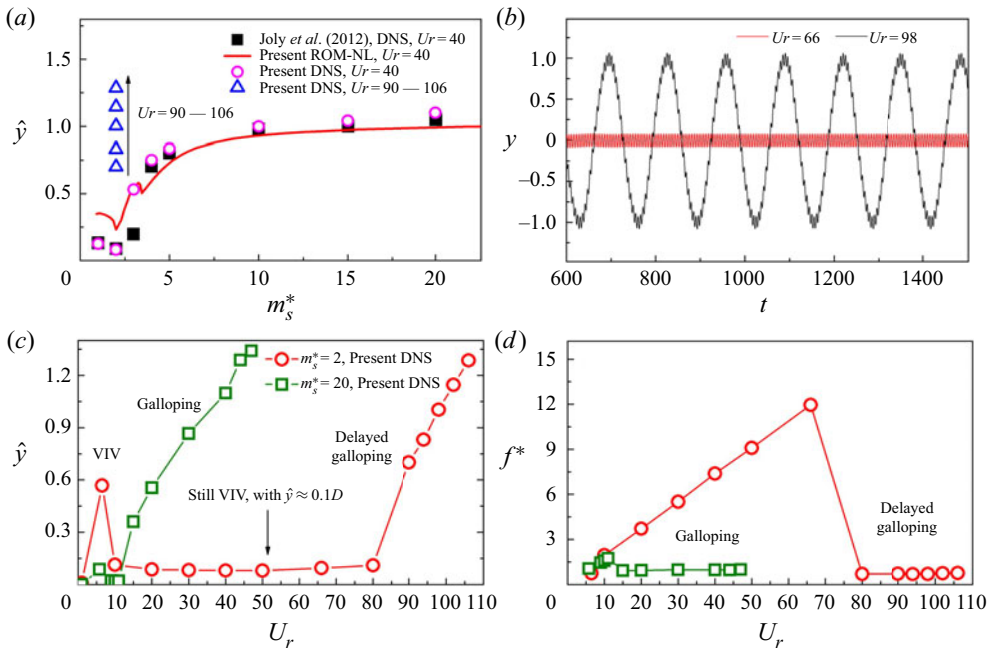 (a)
Joly et al. (2012), DNS, Ur = 40
Present ROM-NL, Ur = 40
Present DNS, Ur = 40
Present DNS, Ur = 90 — 106
Ur = 90 — 106
1.5
1.0
0.5
0
5
10
15
20
ŷ
m*s
(b)
Ur = 66
Ur = 98
1.0
0.5
0
−0.5
−1.0
600
800
1000
1200
1400
y
t
(c)
m*s = 2, Present DNS
m*s = 20, Present DNS
Galloping
VIV
Delayed
galloping
Still VIV, with ŷ ≈ 0.1D
1.2
0.9
0.6
0.3
0
10 20 30 40 50 60 70 80 90 100 110
ŷ
Ur
(d)
15
12
9
6
3
0
10 20 30 40 50 60 70 80 90 100 110
Galloping
Delayed
galloping
f*
Ur